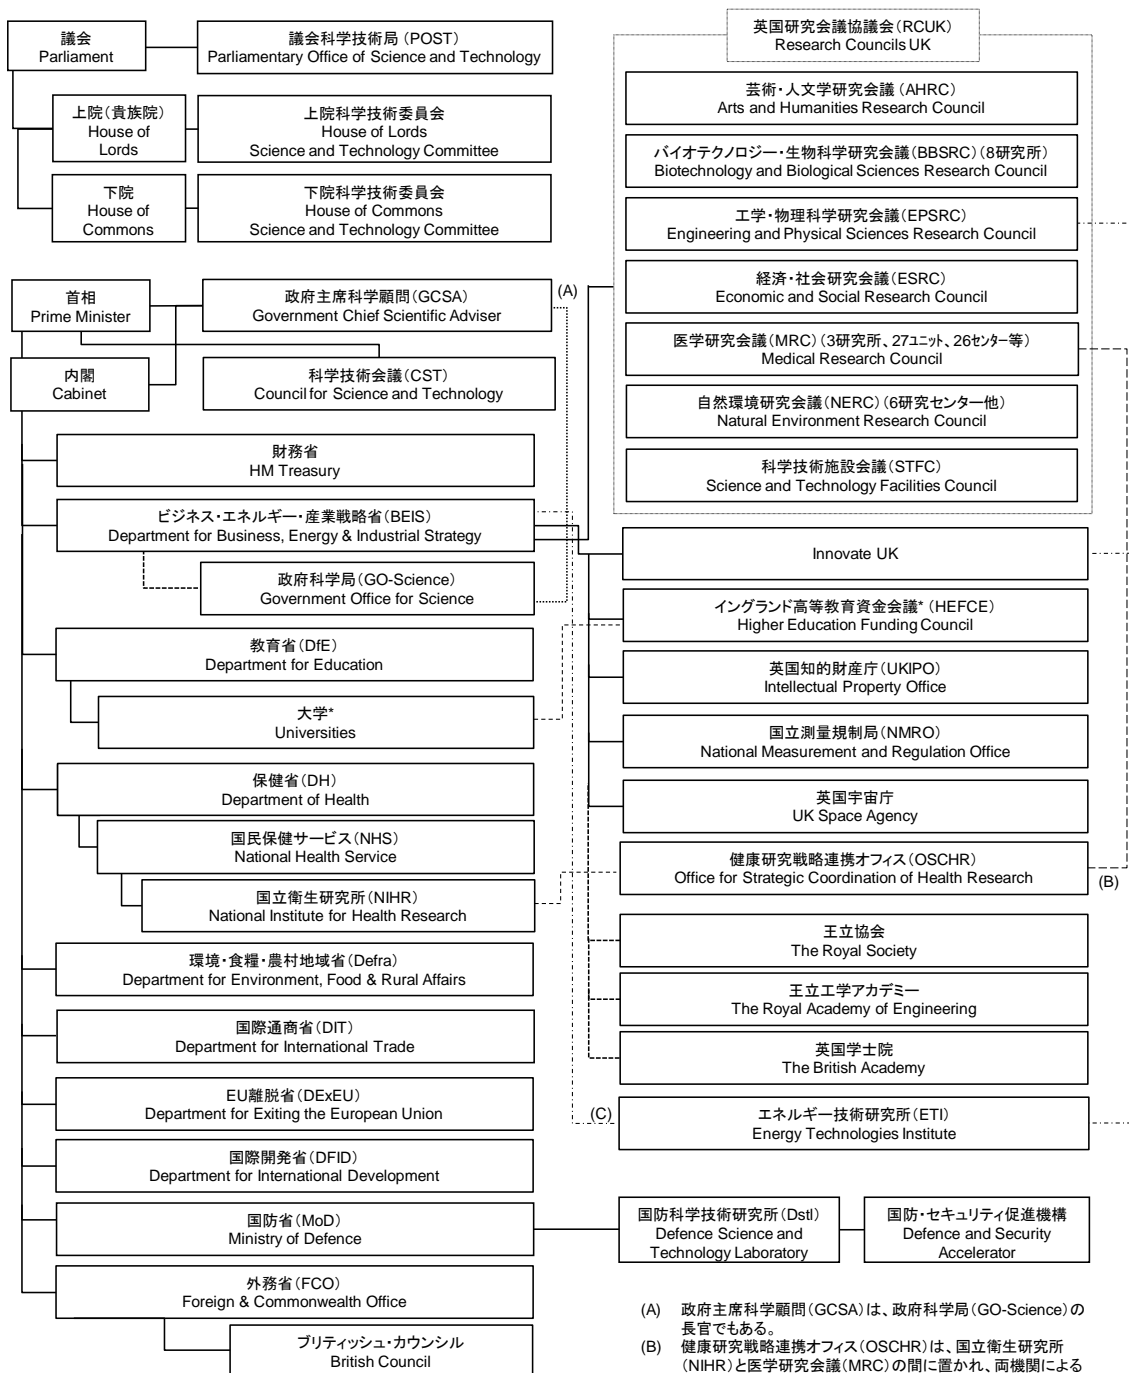 議会
Parliament
議会科学技術局（POST）
Parliamentary Office of Science and Technology
上院（貴族院）
House of
Lords
上院科学技術委員会
House of Lords
Science and Technology Committee
下院
House of
Commons
下院科学技術委員会
House of Commons
Science and Technology Committee
首相
Prime Minister
政府主席科学顧問（GCSA）
Government Chief Scientific Adviser
(A)
内閣
Cabinet
科学技術会議（CST）
Council for Science and Technology
財務省
HM Treasury
ビジネス・エネルギー・産業戦略省（BEIS）
Department for Business, Energy & Industrial Strategy
政府科学局（GO-Science）
Government Office for Science
教育省（DfE）
Department for Education
大学*
Universities
保健省（DH）
Department of Health
国民保健サービス（NHS）
National Health Service
国立衛生研究所（NIHR）
National Institute for Health Research
環境・食糧・農村地域省（Defra）
Department for Environment, Food & Rural Affairs
国際通商省（DIT）
Department for International Trade
EU離脱省（DExEU）
Department for Exiting the European Union
国際開発省（DFID）
Department for International Development
国防省（MoD）
Ministry of Defence
外務省（FCO）
Foreign & Commonwealth Office
ブリティッシュ・カウンシル
British Council
英国研究会議協議会（RCUK）
Research Councils UK
芸術・人文学研究会議（AHRC）
Arts and Humanities Research Council
バイオテクノロジー・生物科学研究会議（BBSRC）（8研究所）
Biotechnology and Biological Sciences Research Council
工学・物理科学研究会議（EPSRC）
Engineering and Physical Sciences Research Council
経済・社会研究会議（ESRC）
Economic and Social Research Council
医学研究会議（MRC）（3研究所、27ユニット、26センター等）
Medical Research Council
自然環境研究会議（NERC）（6研究センター他）
Natural Environment Research Council
科学技術施設会議（STFC）
Science and Technology Facilities Council
Innovate UK
イングランド高等教育資金会議*（HEFCE）
Higher Education Funding Council
英国知的財産庁（UKIPO）
Intellectual Property Office
国立測量規制局（NMRO）
National Measurement and Regulation Office
英国宇宙庁
UK Space Agency
健康研究戦略連携オフィス（OSCHR）
Office for Strategic Coordination of Health Research
(B)
王立協会
The Royal Society
王立工学アカデミー
The Royal Academy of Engineering
英国学士院
The British Academy
(C)
エネルギー技術研究所（ETI）
Energy Technologies Institute
国防科学技術研究所（Dstl）
Defence Science and
Technology Laboratory
国防・セキュリティ促進機構
Defence and Security
Accelerator
(A) 政府主席科学顧問（GCSA）は、政府科学局（GO-Science）の
長官でもある。
(B) 健康研究戦略連携オフィス（OSCHR）は、国立衛生研究所
（NIHR）と医学研究会議（MRC）の間に置かれ、両機関による